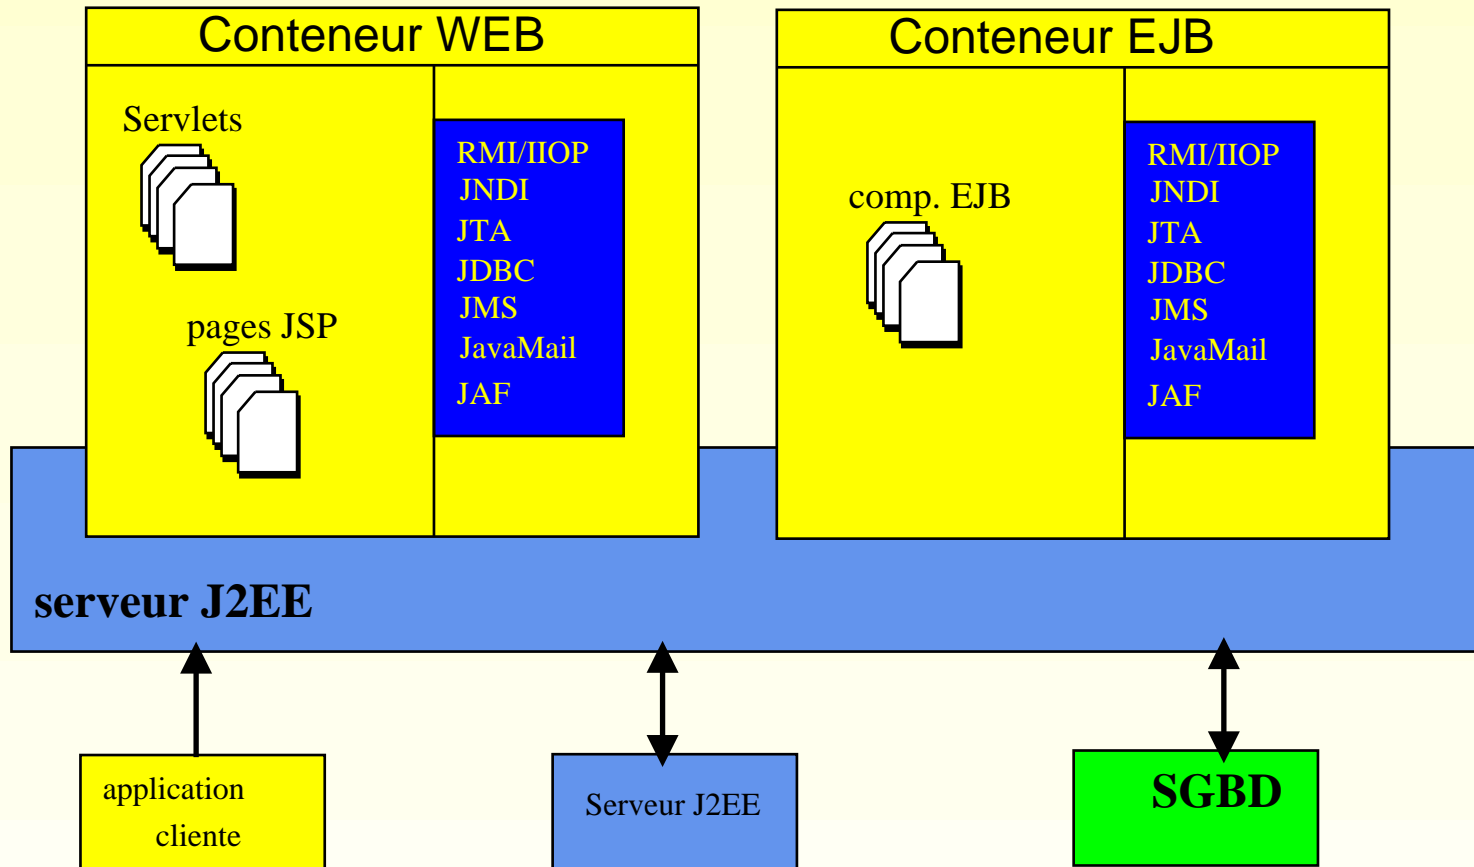 Conteneur WEB
Servlets
pages JSP
RMI/IIOP
JNDI
JTA
JDBC
JMS
JavaMail
JAF
Conteneur EJB
comp. EJB
RMI/IIOP
JNDI
JTA
JDBC
JMS
JavaMail
JAF
serveur J2EE
application
cliente
Serveur J2EE
SGBD